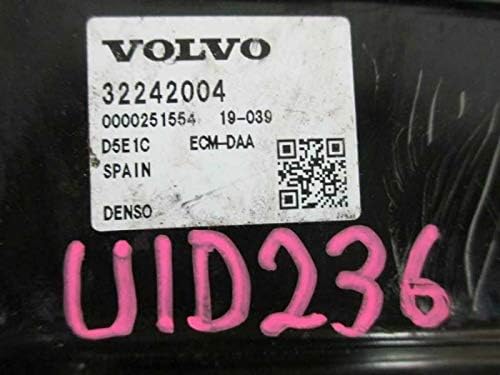 VOLVO
32242004
0000251554 19-039
D5E1C ECM-DAA
SPAIN
DENSO
UID236